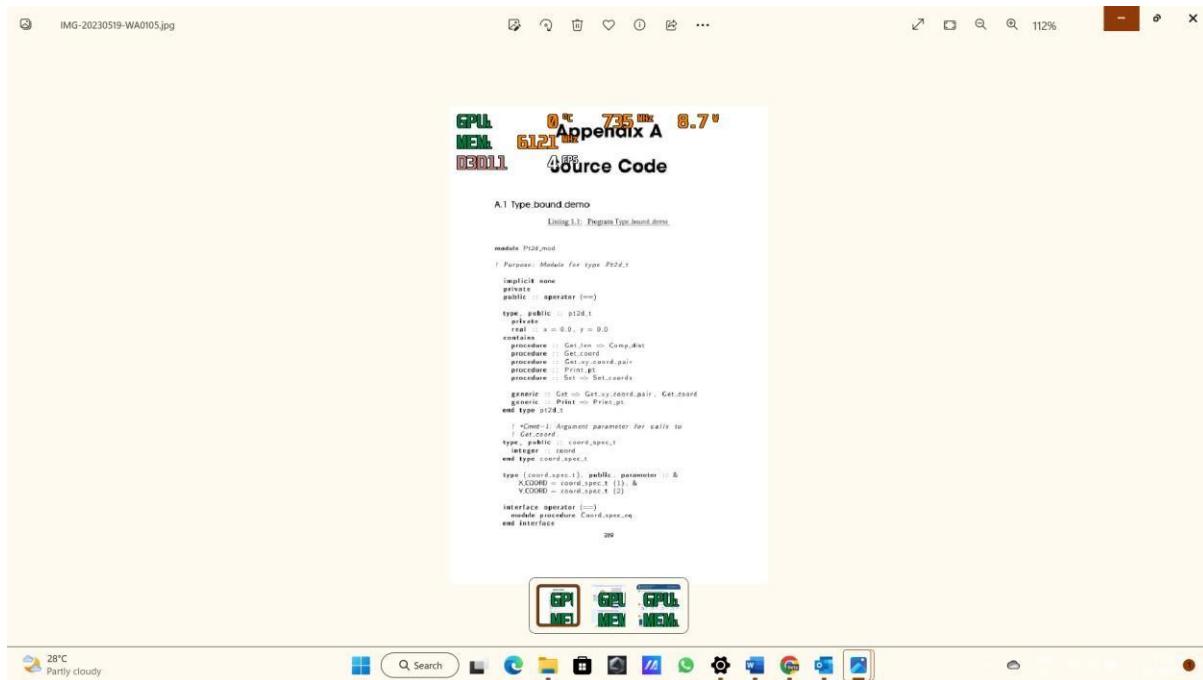 IMG-20230519-WA0105.jpg
112%
GPU. 0 °C 735 MHz 8.7 W
MEM. 6121 MHz
D3D11 4 FPS
Appendix A
Source Code
A.1 Type_bound_demo
Listing 1.1: Program Type_bound_demo
module Pt2d_mod
! Purpose: Module for type Pt2d_t
implicit none
private
public :: operator (==)
type, public :: pt2d_t
private
real :: x = 0.0, y = 0.0
contains
procedure :: Get_len => Comp_dist
procedure :: Get_coord
procedure :: Get_xy_coord_pair
procedure :: Print_pt
procedure :: Set => Set_coords
generic :: Get => Get_xy_coord_pair, Get_coord
generic :: Print => Print_pt
end type pt2d_t
! *Cmnt-1: Argument parameter for calls to
! Get_coord.
type, public :: coord_spec_t
integer :: coord
end type coord_spec_t
type (coord_spec_t), public, parameter :: &
X_COORD = coord_spec_t (1), &
Y_COORD = coord_spec_t (2)
interface operator (==)
module procedure Coord_spec_eq
end interface
289
GPU
MEM
GPU
MEM
GPU.
MEM.
28°C
Partly cloudy
Search